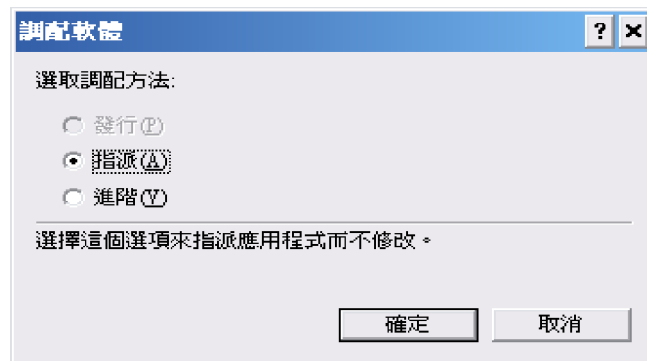 調配軟體
選取調配方法:
發行(P)
指派(A)
進階(V)
選擇這個選項來指派應用程式而不修改。
確定
取消